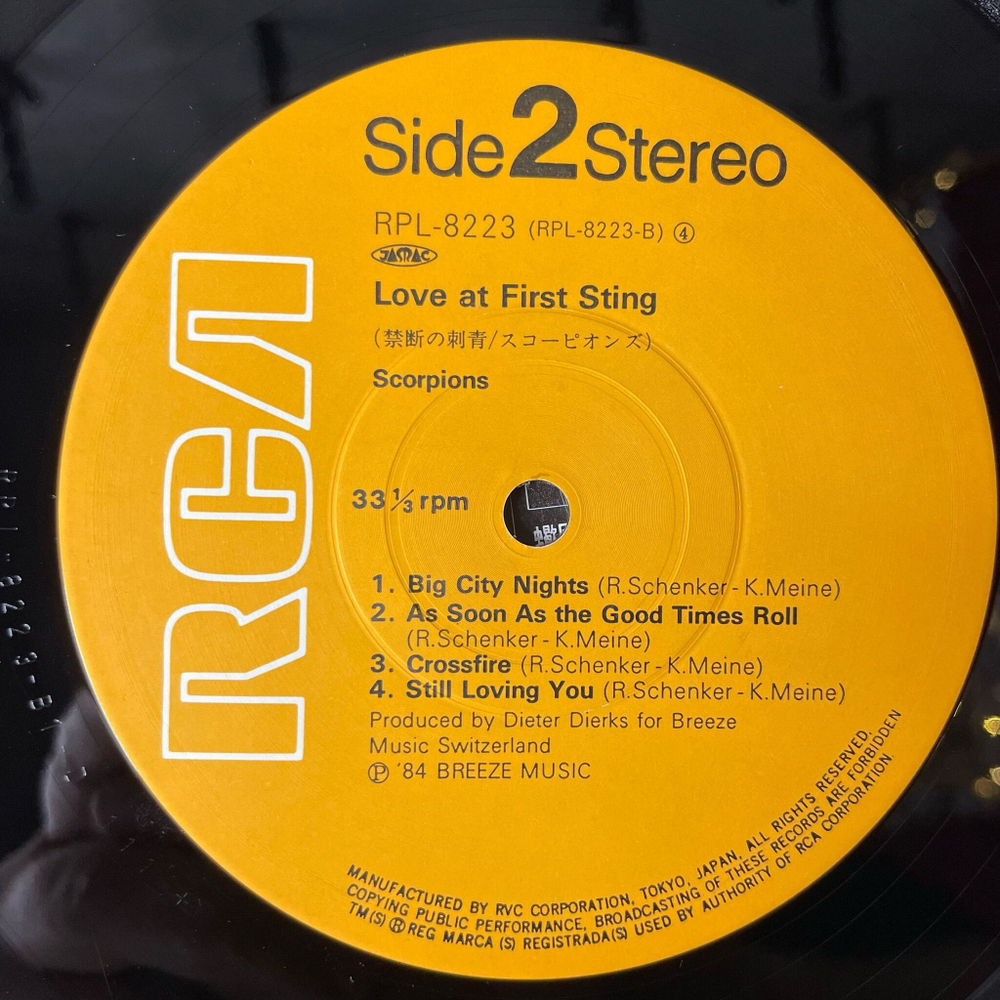 Side 2 Stereo
RPL-8223 (RPL-8223-B) ④
JASRAC
Love at First Sting
(禁断の刺青/スコーピオンズ)
Scorpions
RCA
33 ⅓ rpm
1. Big City Nights (R.Schenker - K.Meine)
2. As Soon As the Good Times Roll
(R.Schenker - K.Meine)
3. Crossfire (R.Schenker - K.Meine)
4. Still Loving You (R.Schenker - K.Meine)
Produced by Dieter Dierks for Breeze
Music Switzerland
Ⓟ '84 BREEZE MUSIC
MANUFACTURED BY RVC CORPORATION, TOKYO, JAPAN, ALL RIGHTS RESERVED.
COPYING PUBLIC PERFORMANCE, BROADCASTING OF THESE RECORDS ARE FORBIDDEN
TM(S) ® REG MARCA (S) REGISTRADA(S) USED BY AUTHORITY OF RCA CORPORATION
RPL-8223-B